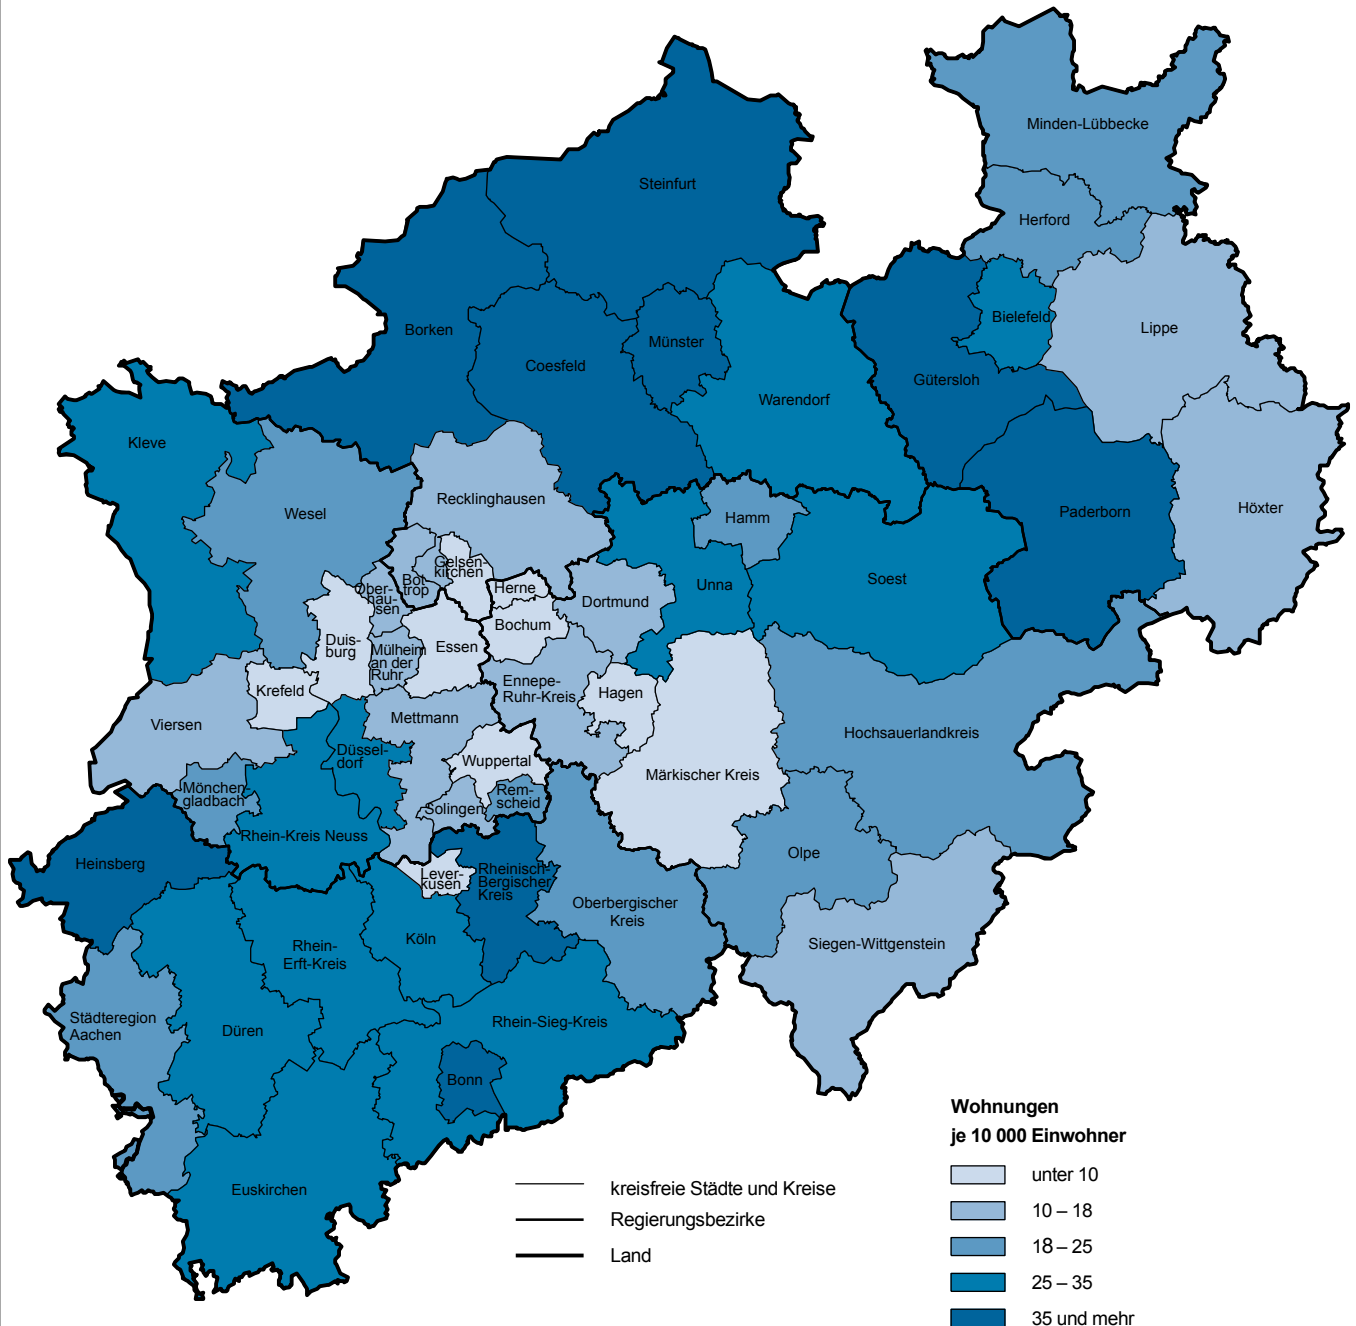 Minden-Lübbecke
Steinfurt
Herford
Bielefeld
Lippe
Borken
Münster
Coesfeld
Gütersloh
Warendorf
Kleve
Recklinghausen
Wesel
Hamm
Paderborn
Höxter
Gelsen-
kirchen
Bot-
trop
Ober-
hau-
sen
Herne
Dortmund
Unna
Soest
Bochum
Duis-
burg
Mülheim
an der
Ruhr
Essen
Krefeld
Ennepe-
Ruhr-Kreis
Hagen
Viersen
Mettmann
Hochsauerlandkreis
Düssel-
dorf
Wuppertal
Märkischer Kreis
Mönchen-
gladbach
Rem-
scheid
Solingen
Rhein-Kreis Neuss
Heinsberg
Olpe
Lever-
kusen
Rheinisch-
Bergischer
Kreis
Oberbergischer
Kreis
Köln
Rhein-
Erft-Kreis
Siegen-Wittgenstein
Städteregion
Aachen
Düren
Rhein-Sieg-Kreis
Bonn
Euskirchen
kreisfreie Städte und Kreise
Regierungsbezirke
Land
Wohnungen
je 10 000 Einwohner
unter 10
10 – 18
18 – 25
25 – 35
35 und mehr